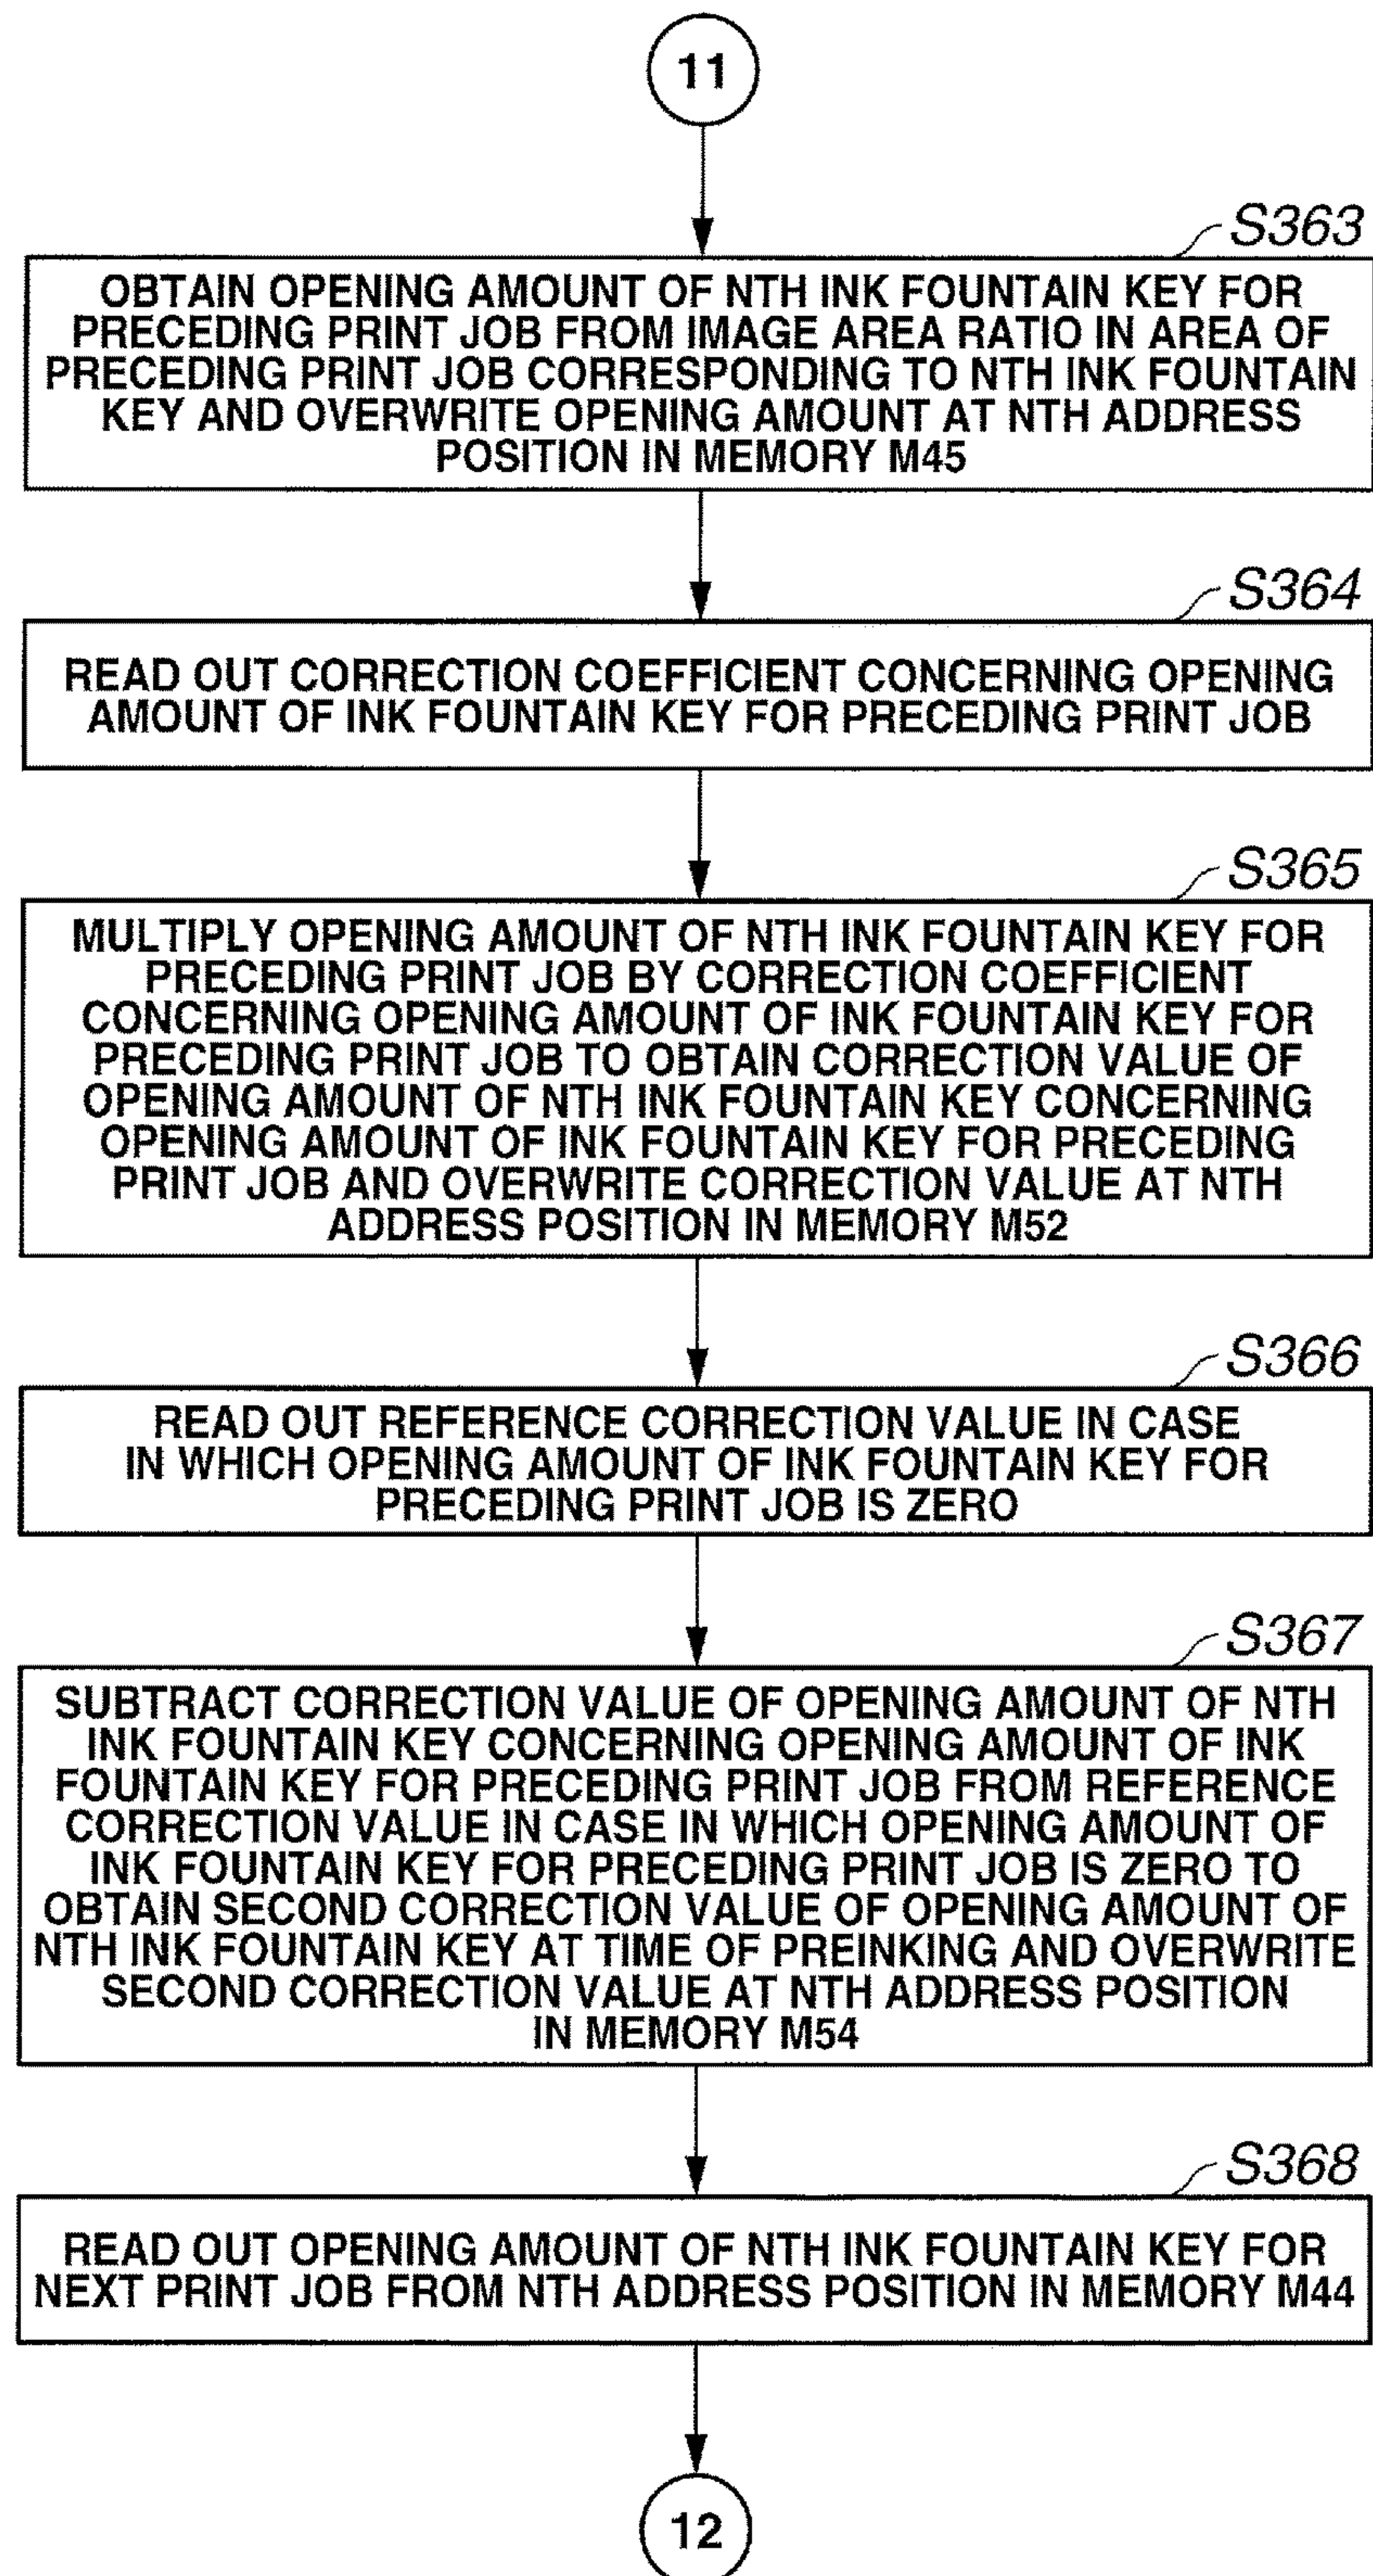 11
S363
OBTAIN OPENING AMOUNT OF NTH INK FOUNTAIN KEY FOR
PRECEDING PRINT JOB FROM IMAGE AREA RATIO IN AREA OF
PRECEDING PRINT JOB CORRESPONDING TO NTH INK FOUNTAIN
KEY AND OVERWRITE OPENING AMOUNT AT NTH ADDRESS
POSITION IN MEMORY M45
S364
READ OUT CORRECTION COEFFICIENT CONCERNING OPENING
AMOUNT OF INK FOUNTAIN KEY FOR PRECEDING PRINT JOB
S365
MULTIPLY OPENING AMOUNT OF NTH INK FOUNTAIN KEY FOR
PRECEDING PRINT JOB BY CORRECTION COEFFICIENT
CONCERNING OPENING AMOUNT OF INK FOUNTAIN KEY FOR
PRECEDING PRINT JOB TO OBTAIN CORRECTION VALUE OF
OPENING AMOUNT OF NTH INK FOUNTAIN KEY CONCERNING
OPENING AMOUNT OF INK FOUNTAIN KEY FOR PRECEDING
PRINT JOB AND OVERWRITE CORRECTION VALUE AT NTH
ADDRESS POSITION IN MEMORY M52
S366
READ OUT REFERENCE CORRECTION VALUE IN CASE
IN WHICH OPENING AMOUNT OF INK FOUNTAIN KEY FOR
PRECEDING PRINT JOB IS ZERO
S367
SUBTRACT CORRECTION VALUE OF OPENING AMOUNT OF NTH
INK FOUNTAIN KEY CONCERNING OPENING AMOUNT OF INK
FOUNTAIN KEY FOR PRECEDING PRINT JOB FROM REFERENCE
CORRECTION VALUE IN CASE IN WHICH OPENING AMOUNT OF
INK FOUNTAIN KEY FOR PRECEDING PRINT JOB IS ZERO TO
OBTAIN SECOND CORRECTION VALUE OF OPENING AMOUNT OF
NTH INK FOUNTAIN KEY AT TIME OF PREINKING AND OVERWRITE
SECOND CORRECTION VALUE AT NTH ADDRESS POSITION
IN MEMORY M54
S368
READ OUT OPENING AMOUNT OF NTH INK FOUNTAIN KEY FOR
NEXT PRINT JOB FROM NTH ADDRESS POSITION IN MEMORY M44
12